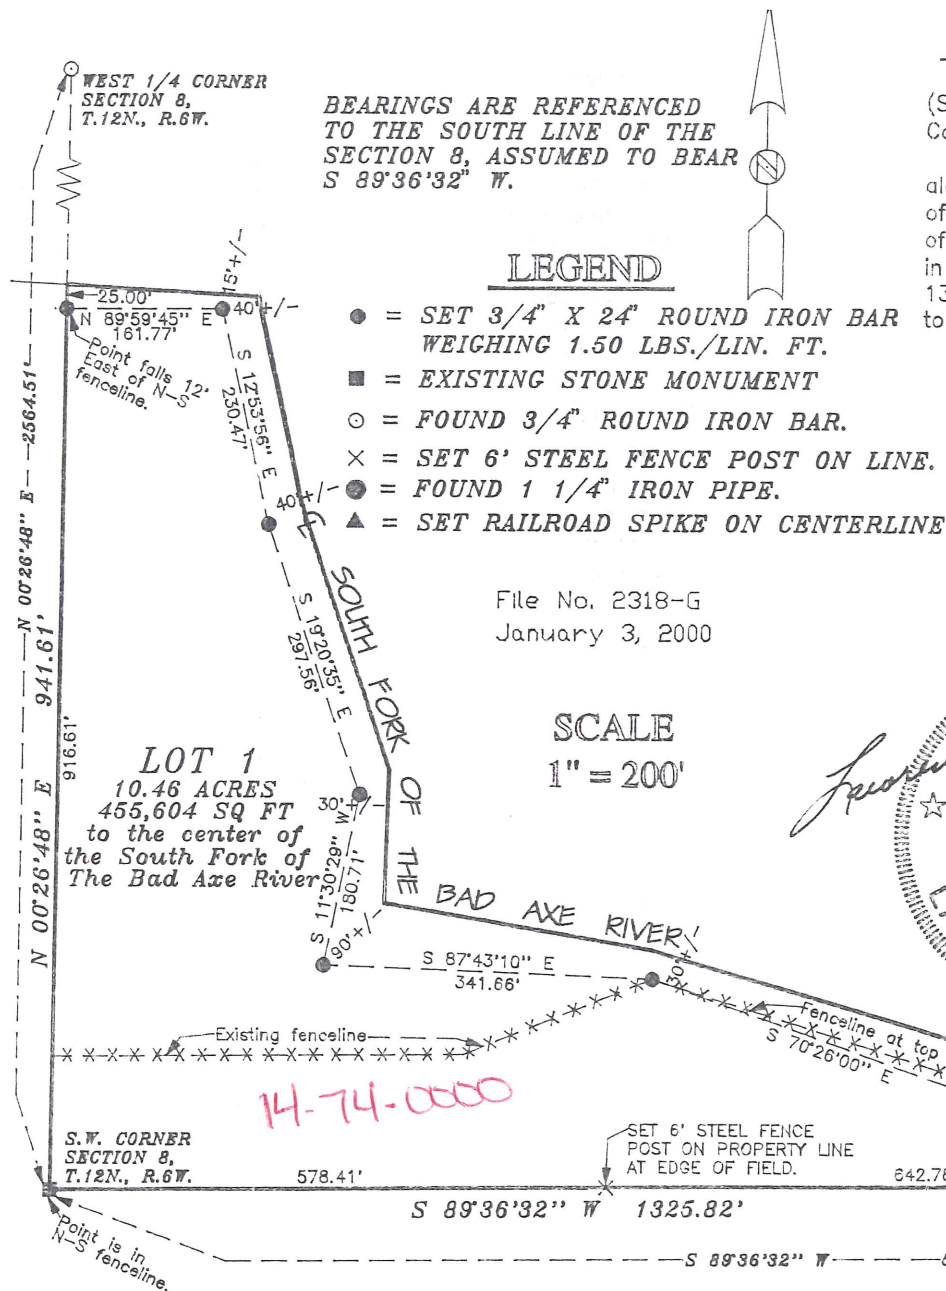 WEST 1/4 CORNER
SECTION 8,
T.12N., R.6W.
BEARINGS ARE REFERENCED
TO THE SOUTH LINE OF THE
SECTION 8, ASSUMED TO BEAR
S 89°36'32" W.
N
(S
Co
of
of
in
13
to
LEGEND
● = SET 3/4" X 24" ROUND IRON BAR
WEIGHING 1.50 LBS./LIN. FT.
■ = EXISTING STONE MONUMENT
⊙ = FOUND 3/4" ROUND IRON BAR.
× = SET 6' STEEL FENCE POST ON LINE.
● = FOUND 1 1/4" IRON PIPE.
▲ = SET RAILROAD SPIKE ON CENTERLINE
File No. 2318-G
January 3, 2000
SCALE
1" = 200'
15'+/-
25.00'
40'+/-
N 89°59'45" E
161.77'
Point falls 12'
East of N-S
fenceline.
S 12°53'56" E
230.47'
40'+/-
S 19°20'35" E
297.56'
SOUTH FORK OF THE BAD AXE RIVER
N 00°26'48" E 2564.51'
N 00°26'48" E 941.61'
916.61'
LOT 1
10.46 ACRES
455,604 SQ FT
to the center of
the South Fork of
The Bad Axe River
30'+/-
S 11°30'29" W
180.71'
90'+/-
S 87°43'10" E
341.66'
30'+/-
Existing fenceline
Fenceline at top
S 70°26'00" E
14-74-0000
S.W. CORNER
SECTION 8,
T.12N., R.6W.
SET 6' STEEL FENCE
POST ON PROPERTY LINE
AT EDGE OF FIELD.
578.41'
642.78
S 89°36'32" W 1325.82'
Point is in
N-S fenceline.
S 89°36'32" W